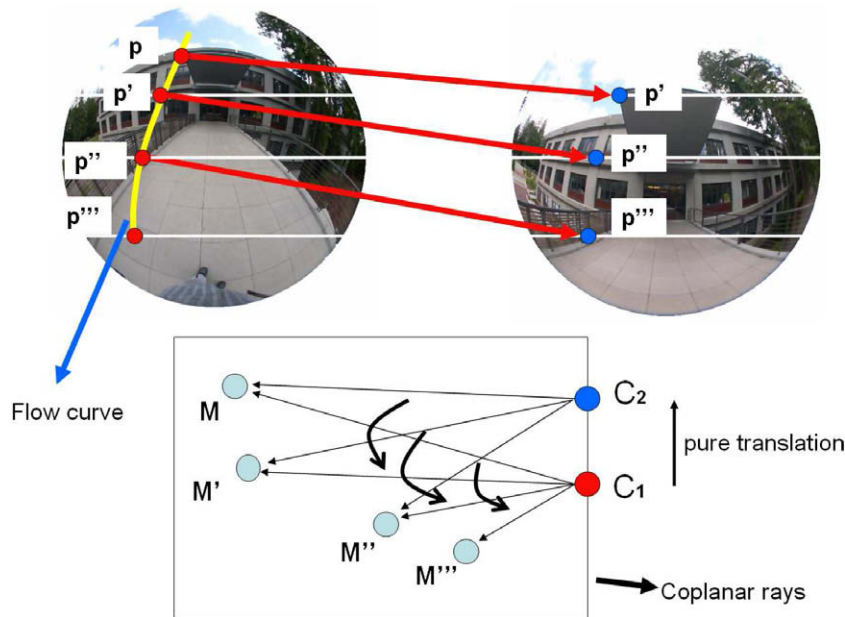 p
p'
p'
p''
p''
p'''
p'''
Flow curve
M
C2
pure translation
M'
C1
M''
M'''
Coplanar rays